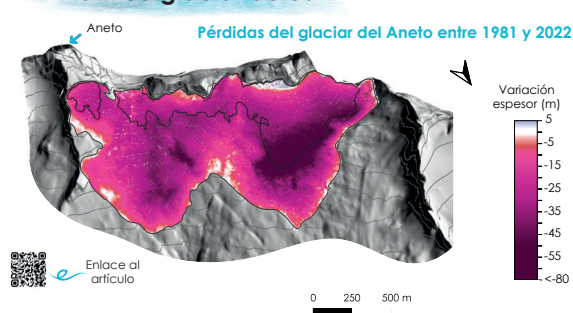 Aneto
Pérdidas del glaciar del Aneto entre 1981 y 2022
Variación
espesor (m)
5
-5
-15
-25
-35
-45
-55
<-80
Enlace al
artículo
0 250 500 m